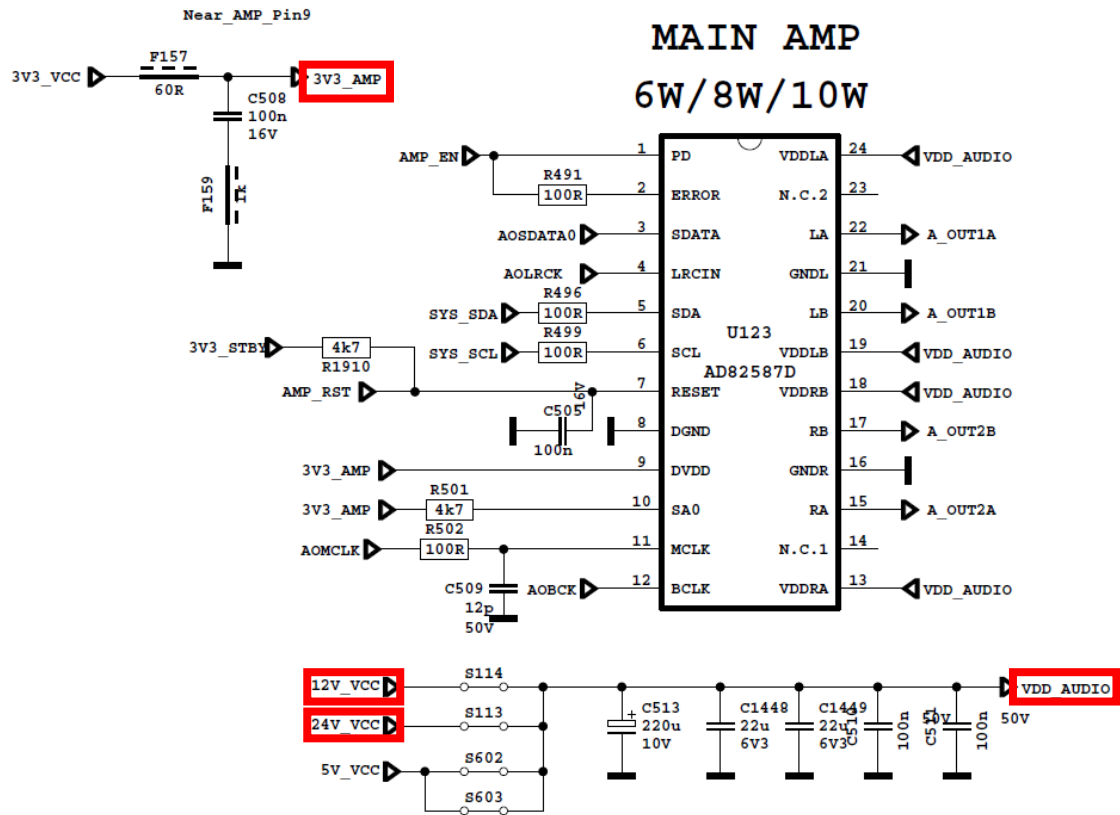 Near_AMP_Pin9
MAIN AMP
6W/8W/10W
F157
3V3_VCC
60R
3V3_AMP
C508
100n
16V
F159
1k
AMP_EN
1 PD VDDLA 24 VDD_AUDIO
R491
100R
2 ERROR N.C.2 23
AOSDATA0 3 SDATA LA 22 A_OUT1A
AOLRCK 4 LRCIN GNDL 21
R496
SYS_SDA 100R 5 SDA LB 20 A_OUT1B
R499
U123
3V3_STBY 4k7 SYS_SCL 100R 6 SCL VDDLB 19 VDD_AUDIO
R1910
AD82587D
AMP_RST 7 RESET VDDRB 18 VDD_AUDIO
16V
C505
100n
8 DGND RB 17 A_OUT2B
3V3_AMP 9 DVDD GNDR 16
R501
3V3_AMP 4k7 10 SA0 RA 15 A_OUT2A
R502
AOMCLK 100R 11 MCLK N.C.1 14
C509
12p
50V
AOBCK 12 BCLK VDDRA 13 VDD_AUDIO
12V_VCC S114
VDD_AUDIO
24V_VCC S113
5V_VCC S602
S603
C513
220u
10V
C1448
22u
6V3
C1449
22u
6V3
C510
100n
50V
C511
100n
50V